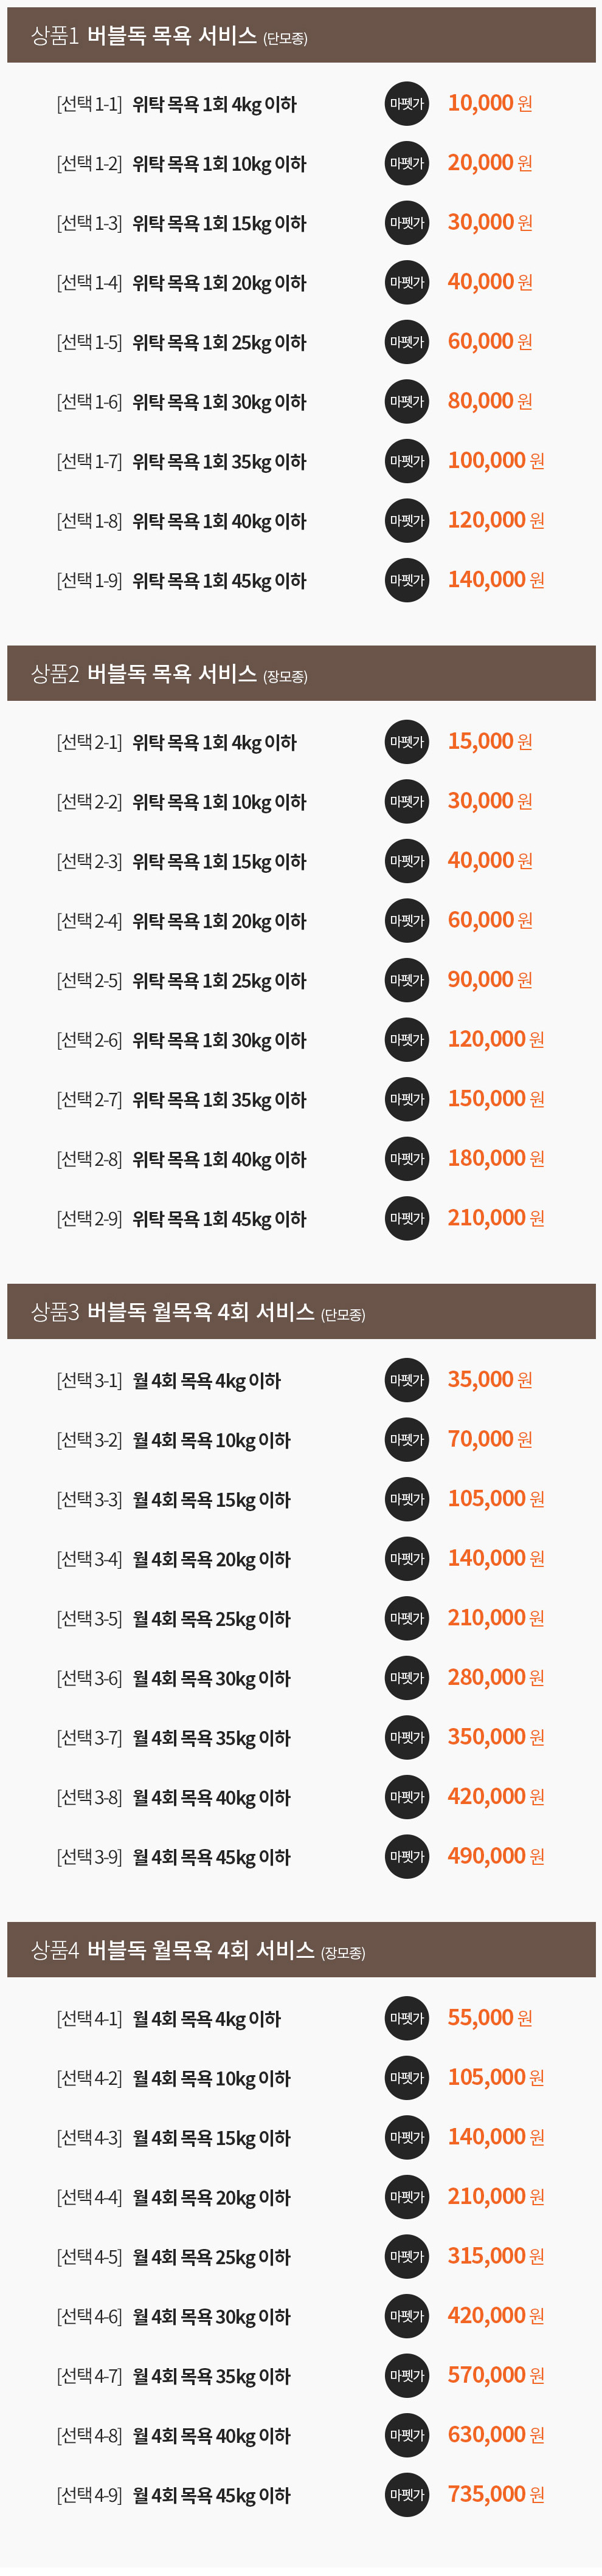 상품1 버블독 목욕 서비스 (단모종)
[선택 1-1] 위탁 목욕 1회 4kg 이하 마펫가 10,000 원
[선택 1-2] 위탁 목욕 1회 10kg 이하 마펫가 20,000 원
[선택 1-3] 위탁 목욕 1회 15kg 이하 마펫가 30,000 원
[선택 1-4] 위탁 목욕 1회 20kg 이하 마펫가 40,000 원
[선택 1-5] 위탁 목욕 1회 25kg 이하 마펫가 60,000 원
[선택 1-6] 위탁 목욕 1회 30kg 이하 마펫가 80,000 원
[선택 1-7] 위탁 목욕 1회 35kg 이하 마펫가 100,000 원
[선택 1-8] 위탁 목욕 1회 40kg 이하 마펫가 120,000 원
[선택 1-9] 위탁 목욕 1회 45kg 이하 마펫가 140,000 원
상품2 버블독 목욕 서비스 (장모종)
[선택 2-1] 위탁 목욕 1회 4kg 이하 마펫가 15,000 원
[선택 2-2] 위탁 목욕 1회 10kg 이하 마펫가 30,000 원
[선택 2-3] 위탁 목욕 1회 15kg 이하 마펫가 40,000 원
[선택 2-4] 위탁 목욕 1회 20kg 이하 마펫가 60,000 원
[선택 2-5] 위탁 목욕 1회 25kg 이하 마펫가 90,000 원
[선택 2-6] 위탁 목욕 1회 30kg 이하 마펫가 120,000 원
[선택 2-7] 위탁 목욕 1회 35kg 이하 마펫가 150,000 원
[선택 2-8] 위탁 목욕 1회 40kg 이하 마펫가 180,000 원
[선택 2-9] 위탁 목욕 1회 45kg 이하 마펫가 210,000 원
상품3 버블독 월목욕 4회 서비스 (단모종)
[선택 3-1] 월 4회 목욕 4kg 이하 마펫가 35,000 원
[선택 3-2] 월 4회 목욕 10kg 이하 마펫가 70,000 원
[선택 3-3] 월 4회 목욕 15kg 이하 마펫가 105,000 원
[선택 3-4] 월 4회 목욕 20kg 이하 마펫가 140,000 원
[선택 3-5] 월 4회 목욕 25kg 이하 마펫가 210,000 원
[선택 3-6] 월 4회 목욕 30kg 이하 마펫가 280,000 원
[선택 3-7] 월 4회 목욕 35kg 이하 마펫가 350,000 원
[선택 3-8] 월 4회 목욕 40kg 이하 마펫가 420,000 원
[선택 3-9] 월 4회 목욕 45kg 이하 마펫가 490,000 원
상품4 버블독 월목욕 4회 서비스 (장모종)
[선택 4-1] 월 4회 목욕 4kg 이하 마펫가 55,000 원
[선택 4-2] 월 4회 목욕 10kg 이하 마펫가 105,000 원
[선택 4-3] 월 4회 목욕 15kg 이하 마펫가 140,000 원
[선택 4-4] 월 4회 목욕 20kg 이하 마펫가 210,000 원
[선택 4-5] 월 4회 목욕 25kg 이하 마펫가 315,000 원
[선택 4-6] 월 4회 목욕 30kg 이하 마펫가 420,000 원
[선택 4-7] 월 4회 목욕 35kg 이하 마펫가 570,000 원
[선택 4-8] 월 4회 목욕 40kg 이하 마펫가 630,000 원
[선택 4-9] 월 4회 목욕 45kg 이하 마펫가 735,000 원